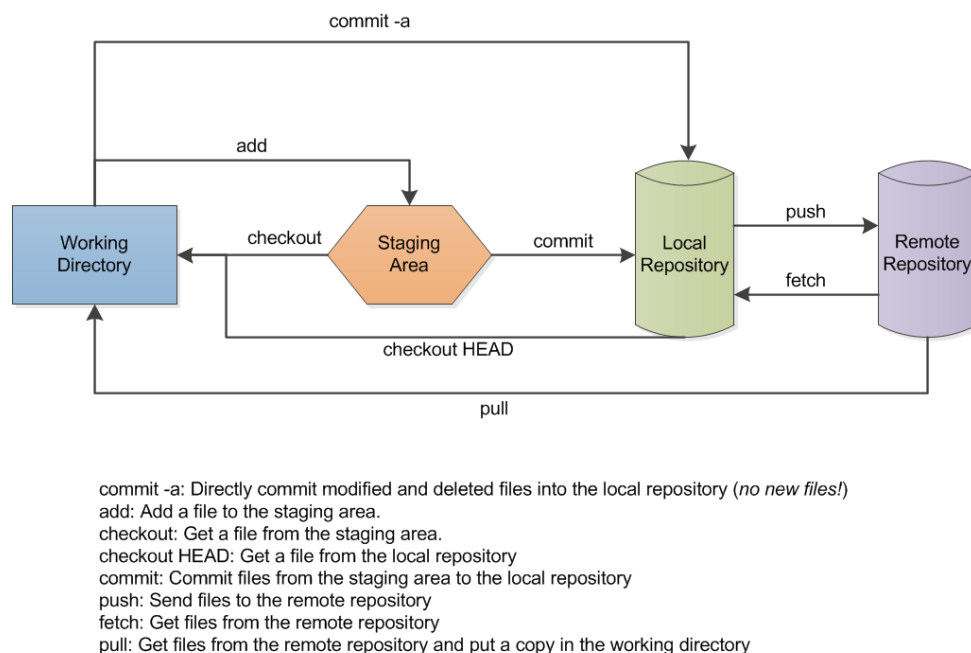 commit -a
add
Working
Directory
checkout
Staging
Area
commit
Local
Repository
push
fetch
Remote
Repository
checkout HEAD
pull
commit -a: Directly commit modified and deleted files into the local repository (no new files!)
add: Add a file to the staging area.
checkout: Get a file from the staging area.
checkout HEAD: Get a file from the local repository
commit: Commit files from the staging area to the local repository
push: Send files to the remote repository
fetch: Get files from the remote repository
pull: Get files from the remote repository and put a copy in the working directory